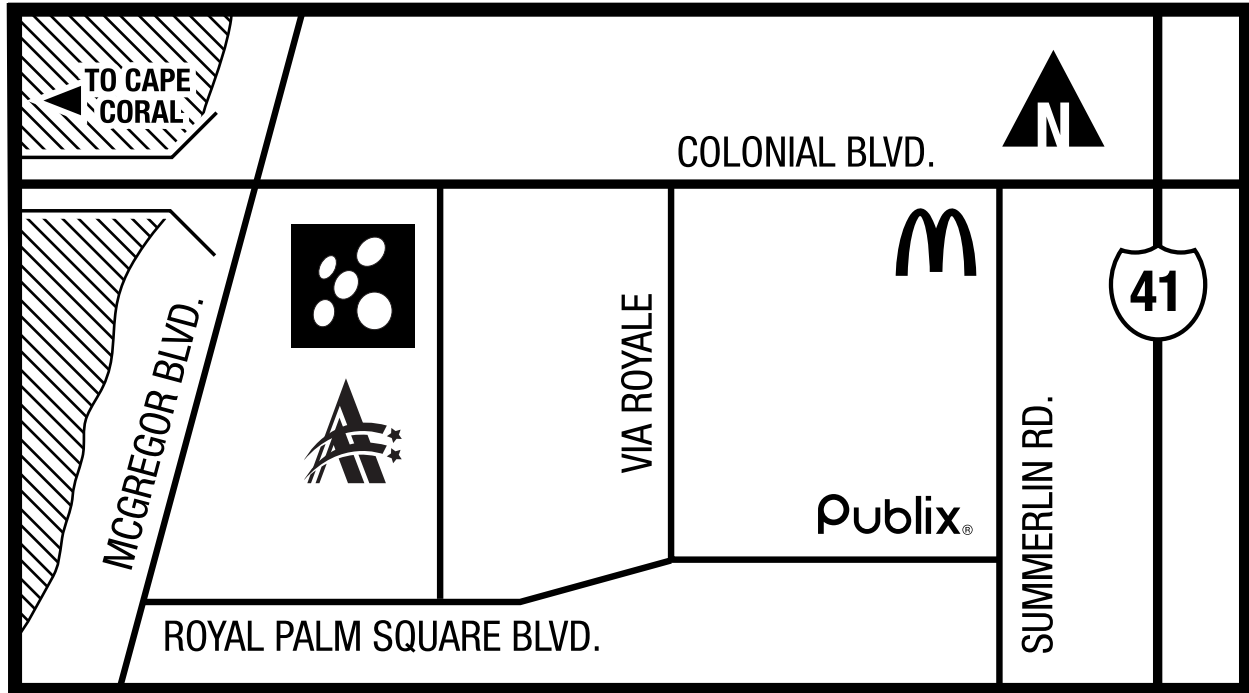 TO CAPE
CORAL
N
COLONIAL BLVD.
41
MCGREGOR BLVD.
VIA ROYALE
SUMMERLIN RD.
Publix®
ROYAL PALM SQUARE BLVD.